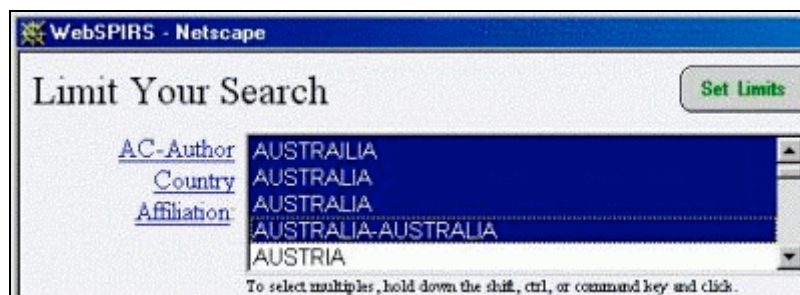 WebSPIRS - Netscape
Limit Your Search
Set Limits
AC-Author
Country
Affiliation:
AUSTRAILIA
AUSTRALIA
AUSTRALIA
AUSTRALIA-AUSTRALIA
AUSTRIA
To select multiples, hold down the shift, ctrl, or command key and click.